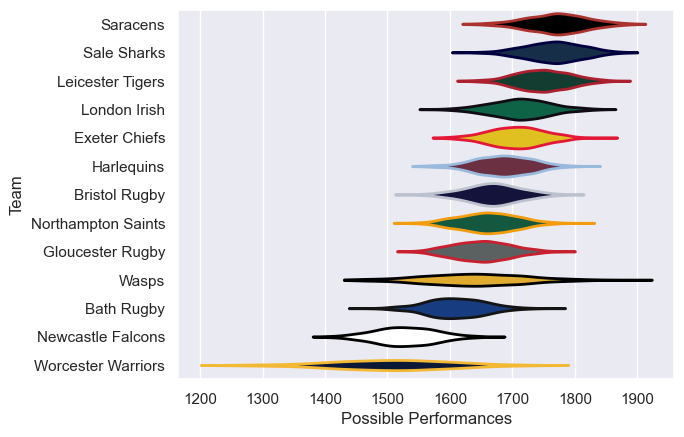 Saracens
Sale Sharks
Leicester Tigers
London Irish
Exeter Chiefs
Harlequins
Bristol Rugby
Northampton Saints
Gloucester Rugby
Wasps
Bath Rugby
Newcastle Falcons
Worcester Warriors
Team
1200 1300 1400 1500 1600 1700 1800 1900
Possible Performances